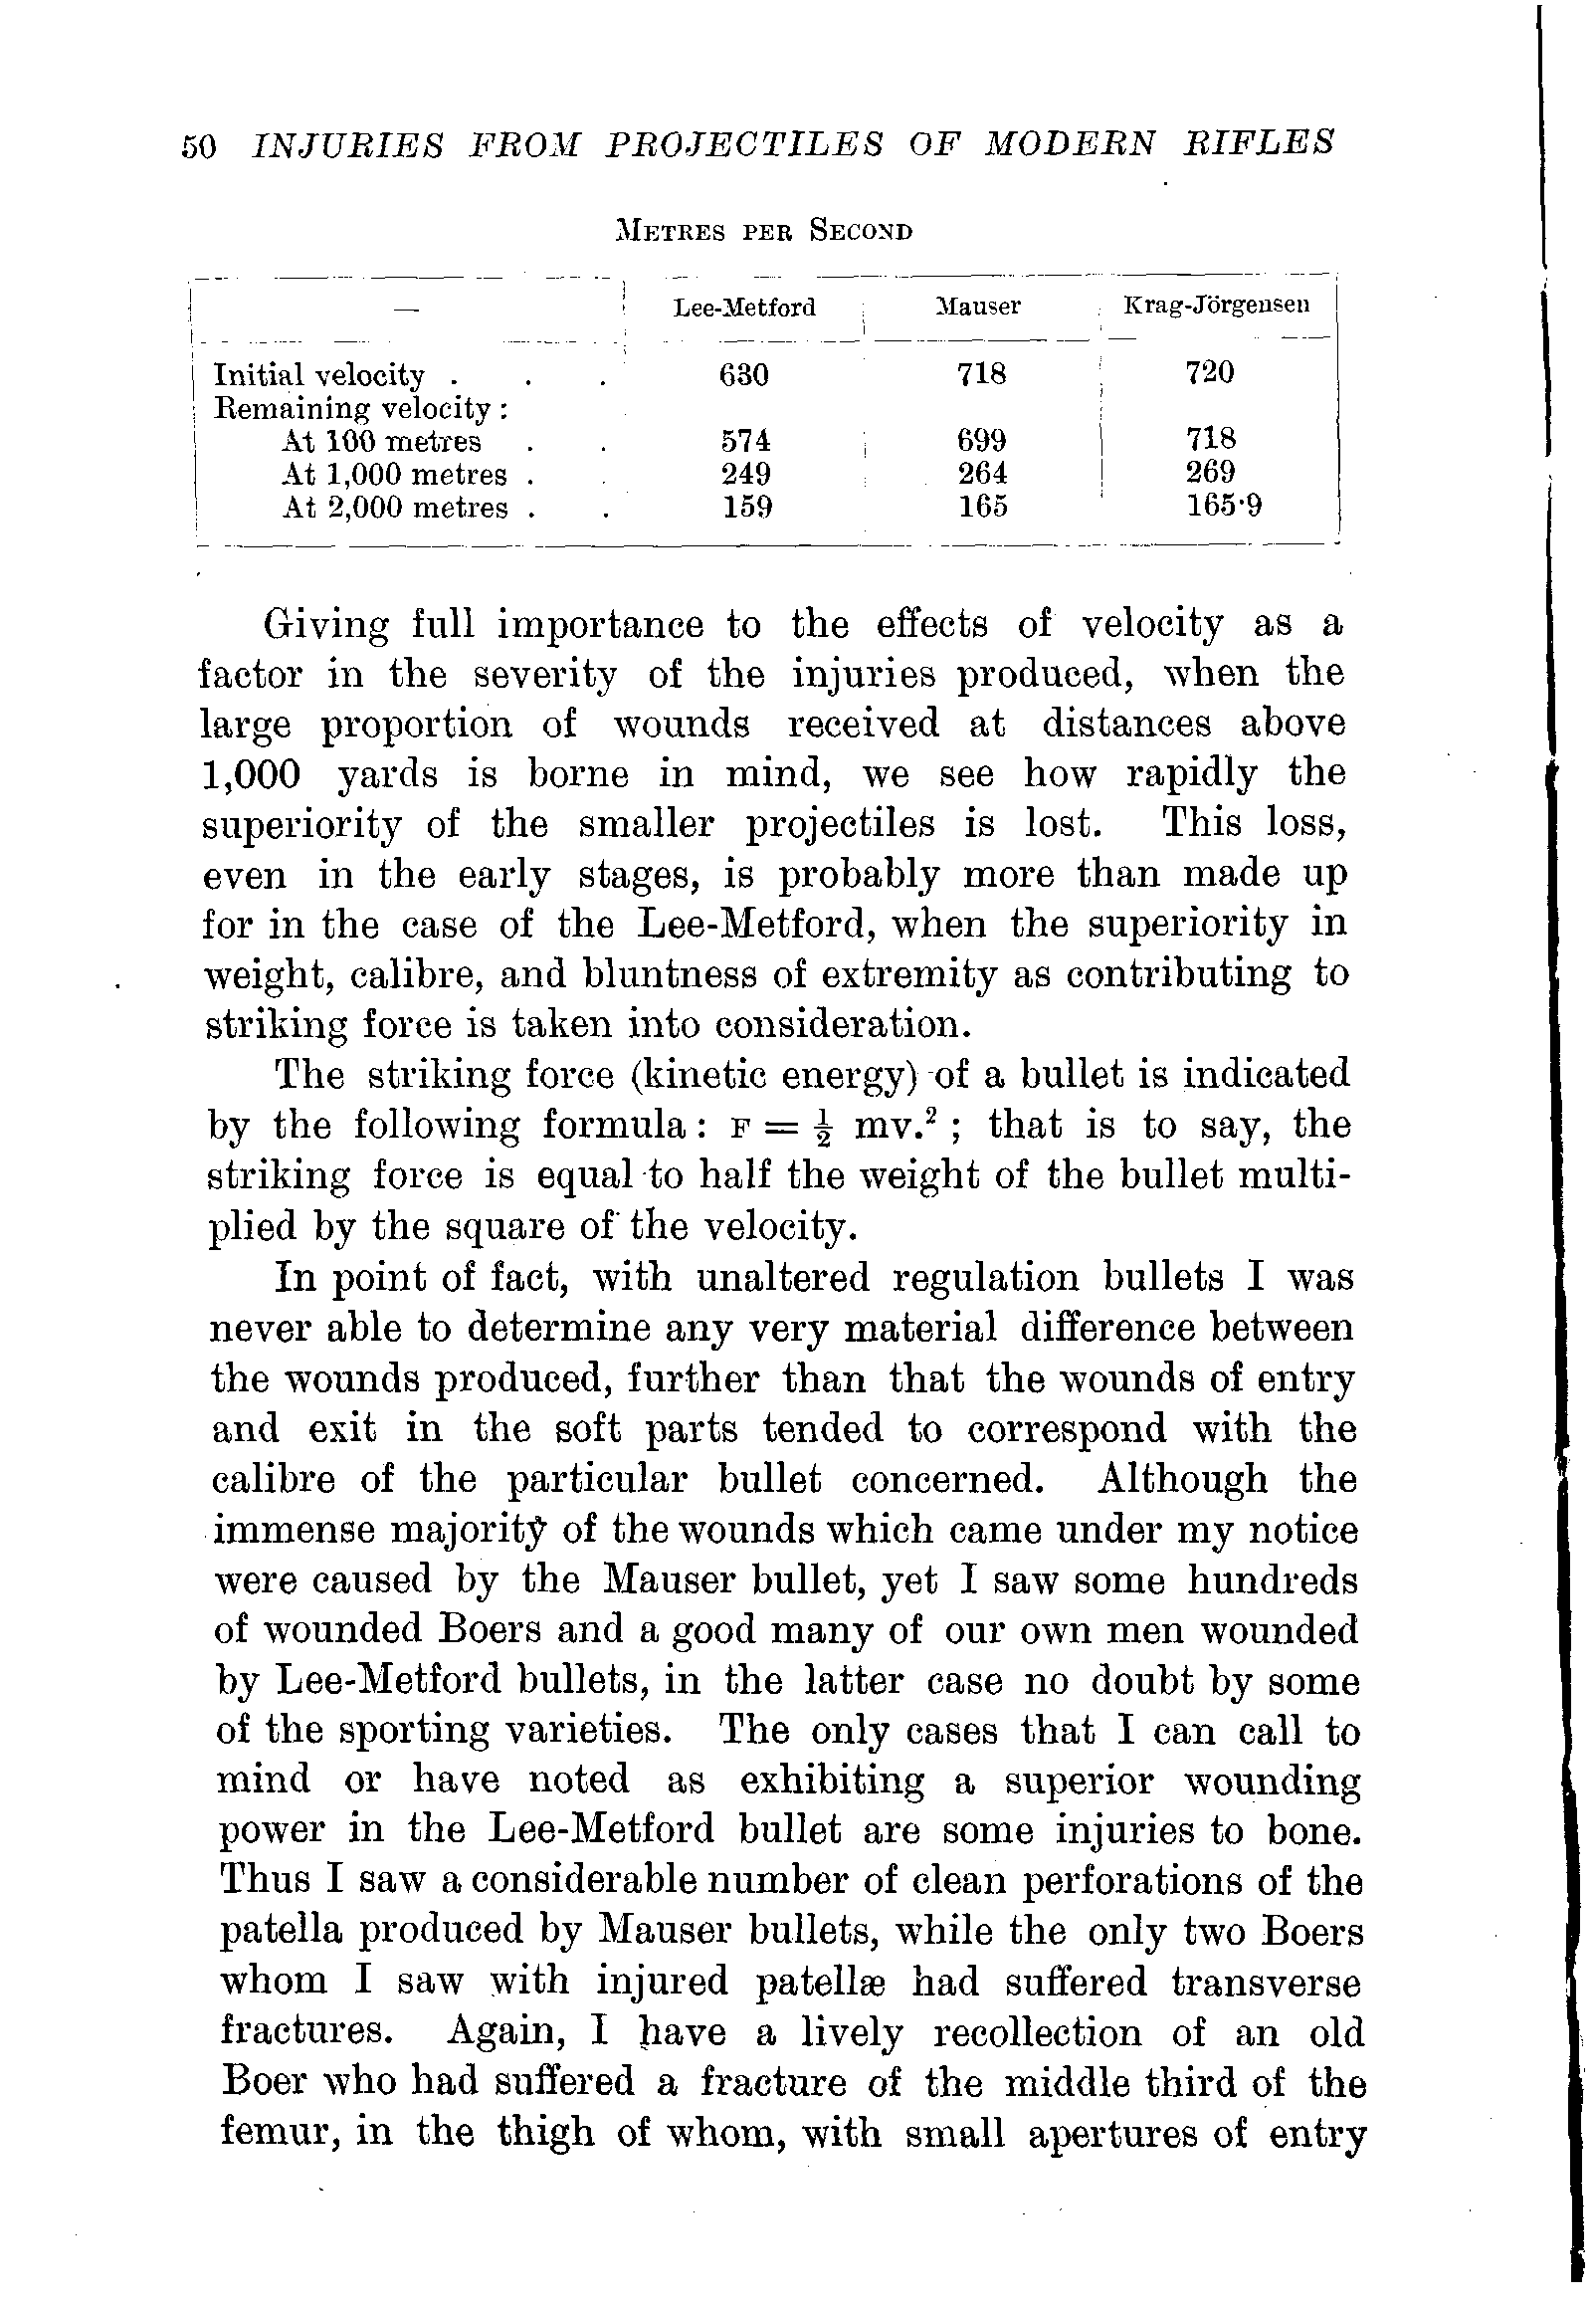 50 INJURIES FROM PROJECTILES OF MODERN RIFLES
METRES PER SECOND
— Lee-Metford Mauser Krag-Jörgensen
Initial velocity . . . 630 718 720
Remaining velocity:
At 100 metres . . 574 699 718
At 1,000 metres . . 249 264 269
At 2,000 metres . . 159 165 165·9
Giving full importance to the effects of velocity as a
factor in the severity of the injuries produced, when the
large proportion of wounds received at distances above
1,000 yards is borne in mind, we see how rapidly the
superiority of the smaller projectiles is lost. This loss,
even in the early stages, is probably more than made up
for in the case of the Lee-Metford, when the superiority in
weight, calibre, and bluntness of extremity as contributing to
striking force is taken into consideration.
The striking force (kinetic energy) of a bullet is indicated
by the following formula: F = ½ mv.²; that is to say, the
striking force is equal to half the weight of the bullet multi-
plied by the square of the velocity.
In point of fact, with unaltered regulation bullets I was
never able to determine any very material difference between
the wounds produced, further than that the wounds of entry
and exit in the soft parts tended to correspond with the
calibre of the particular bullet concerned. Although the
immense majority of the wounds which came under my notice
were caused by the Mauser bullet, yet I saw some hundreds
of wounded Boers and a good many of our own men wounded
by Lee-Metford bullets, in the latter case no doubt by some
of the sporting varieties. The only cases that I can call to
mind or have noted as exhibiting a superior wounding
power in the Lee-Metford bullet are some injuries to bone.
Thus I saw a considerable number of clean perforations of the
patella produced by Mauser bullets, while the only two Boers
whom I saw with injured patellæ had suffered transverse
fractures. Again, I have a lively recollection of an old
Boer who had suffered a fracture of the middle third of the
femur, in the thigh of whom, with small apertures of entry